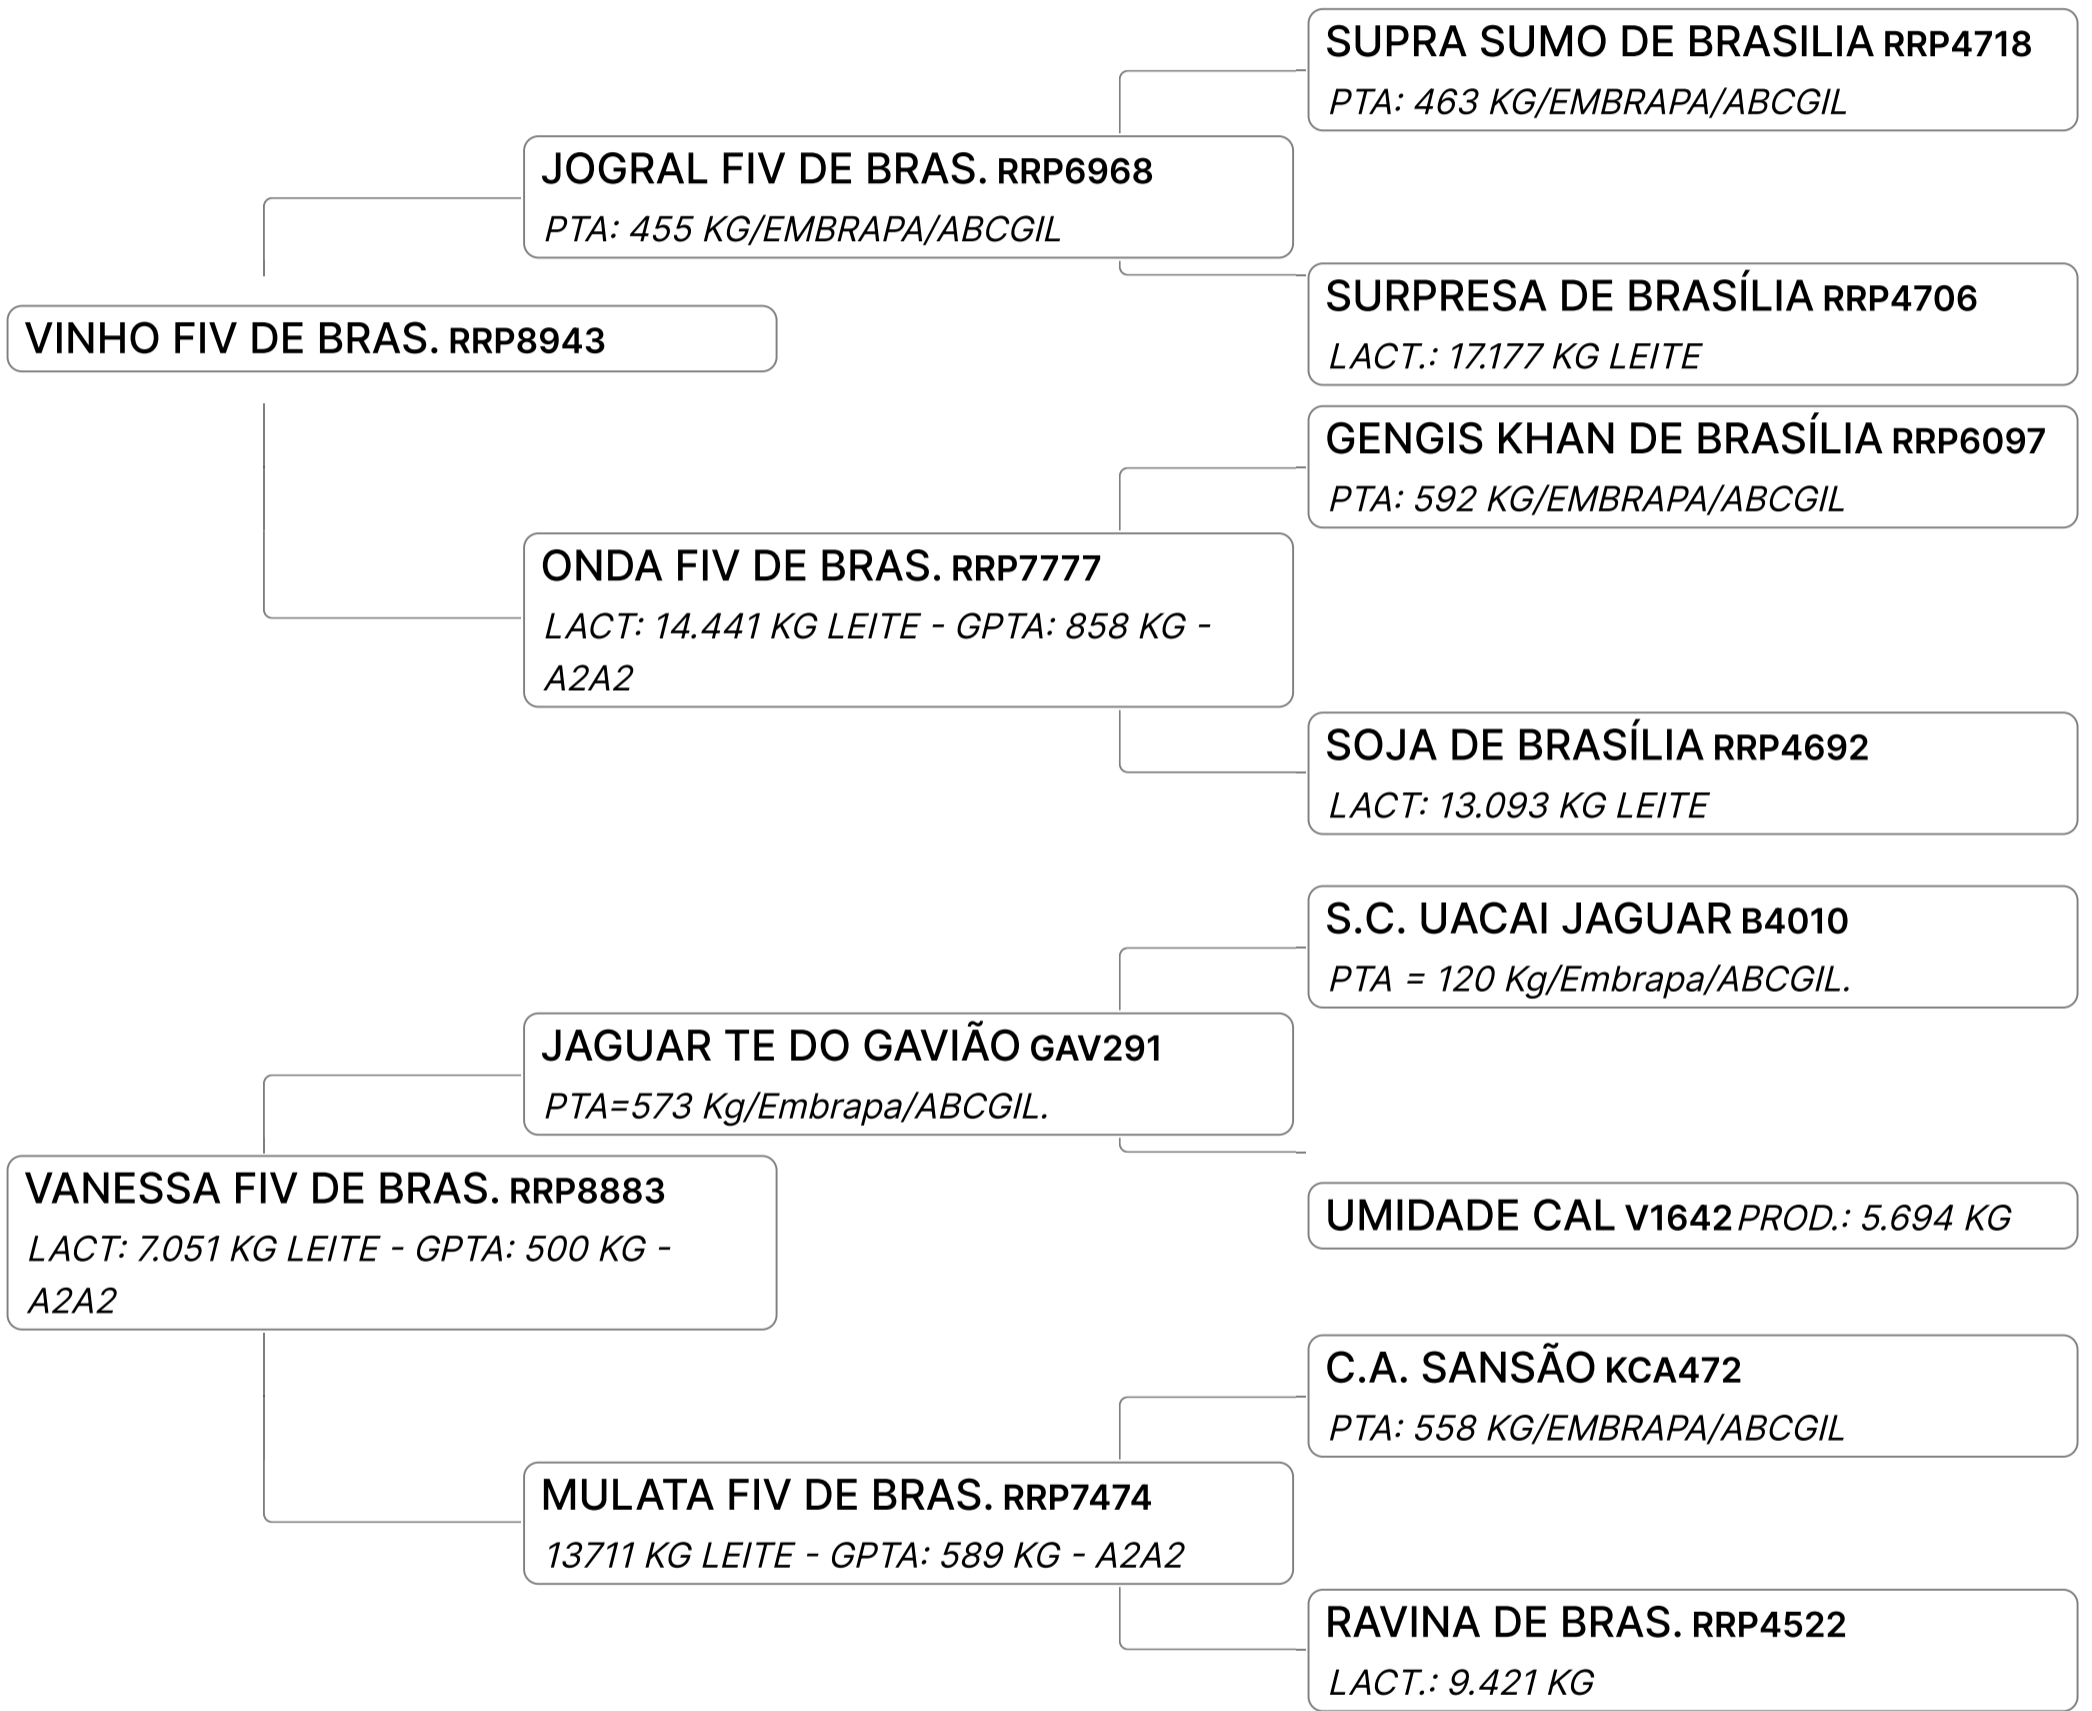 SUPRA SUMO DE BRASILIA RRP4718
PTA: 463 KG/EMBRAPA/ABCGIL
JOGRAL FIV DE BRAS. RRP6968
PTA: 455 KG/EMBRAPA/ABCGIL
SURPRESA DE BRASÍLIA RRP4706
LACT.: 17.177 KG LEITE
VINHO FIV DE BRAS. RRP8943
GENGIS KHAN DE BRASÍLIA RRP6097
PTA: 592 KG/EMBRAPA/ABCGIL
ONDA FIV DE BRAS. RRP7777
LACT: 14.441 KG LEITE - GPTA: 858 KG -
A2A2
SOJA DE BRASÍLIA RRP4692
LACT: 13.093 KG LEITE
S.C. UACAI JAGUAR B4010
PTA = 120 Kg/Embrapa/ABCGIL.
JAGUAR TE DO GAVIÃO GAV291
PTA=573 Kg/Embrapa/ABCGIL.
UMIDADE CAL V1642 PROD.: 5.694 KG
VANESSA FIV DE BRAS. RRP8883
LACT: 7.051 KG LEITE - GPTA: 500 KG -
A2A2
C.A. SANSÃO KCA472
PTA: 558 KG/EMBRAPA/ABCGIL
MULATA FIV DE BRAS. RRP7474
13711 KG LEITE - GPTA: 589 KG - A2A2
RAVINA DE BRAS. RRP4522
LACT.: 9.421 KG